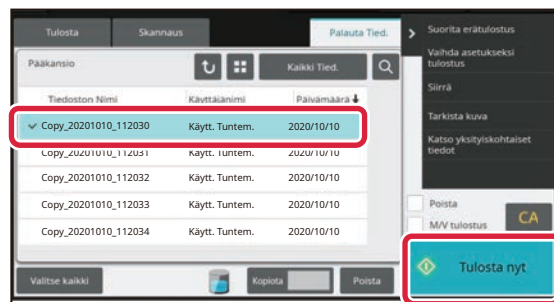 Tulosta
Skannaus
Palauta Tied.
Pääkansio
Kaikki Tied.
Tiedoston Nimi
Käyttäjänimi
Päivämäärä
Copy_20201010_112030
Käytt. Tuntem.
2020/10/10
Copy_20201010_112031
Käytt. Tuntem.
2020/10/10
Copy_20201010_112032
Käytt. Tuntem.
2020/10/10
Copy_20201010_112033
Käytt. Tuntem.
2020/10/10
Copy_20201010_112034
Käytt. Tuntem.
2020/10/10
Valitse kaikki
Kopiota
Poista
Suorita erätulostus
Vaihda asetukseksi
tulostus
Siirrä
Tarkista kuva
Katso yksityiskohtaiset
tiedot
Poista
M/V tulostus
CA
Tulosta nyt